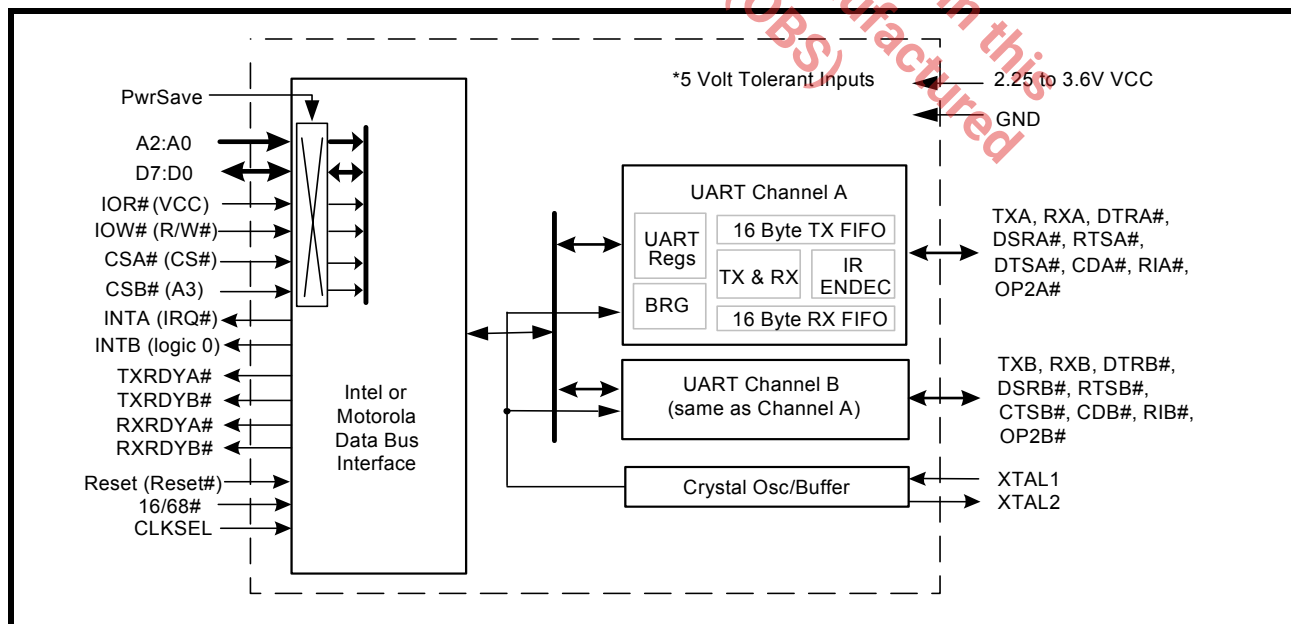 in this
ufactured
(OBS)
*5 Volt Tolerant Inputs
2.25 to 3.6V VCC
GND
PwrSave
A2:A0
D7:D0
IOR# (VCC)
IOW# (R/W#)
CSA# (CS#)
CSB# (A3)
INTA (IRQ#)
INTB (logic 0)
TXRDYA#
TXRDYB#
RXRDYA#
RXRDYB#
Reset (Reset#)
16/68#
CLKSEL
Intel or
Motorola
Data Bus
Interface
UART Channel A
UART
Regs
BRG
16 Byte TX FIFO
TX & RX
IR
ENDEC
16 Byte RX FIFO
UART Channel B
(same as Channel A)
Crystal Osc/Buffer
TXA, RXA, DTRA#,
DSRA#, RTSA#,
DTSA#, CDA#, RIA#,
OP2A#
TXB, RXB, DTRB#,
DSRB#, RTSB#,
CTSB#, CDB#, RIB#,
OP2B#
XTAL1
XTAL2